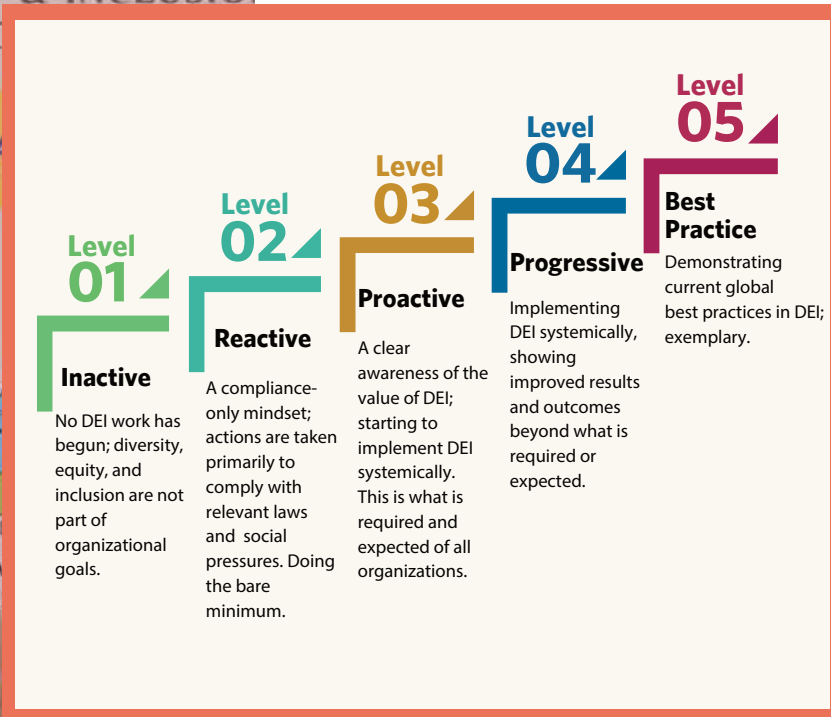 & INCLUSIO
Level
01
Inactive
No DEI work has
begun; diversity,
equity, and
inclusion are not
part of
organizational
goals.
Level
02
Reactive
A compliance-
only mindset;
actions are taken
primarily to
comply with
relevant laws
and social
pressures. Doing
the bare
minimum.
Level
03
Proactive
A clear
awareness of the
value of DEI;
starting to
implement DEI
systemically.
This is what is
required and
expected of all
organizations.
Level
04
Progressive
Implementing
DEI systemically,
showing
improved results
and outcomes
beyond what is
required or
expected.
Level
05
Best
Practice
Demonstrating
current global
best practices in DEI;
exemplary.